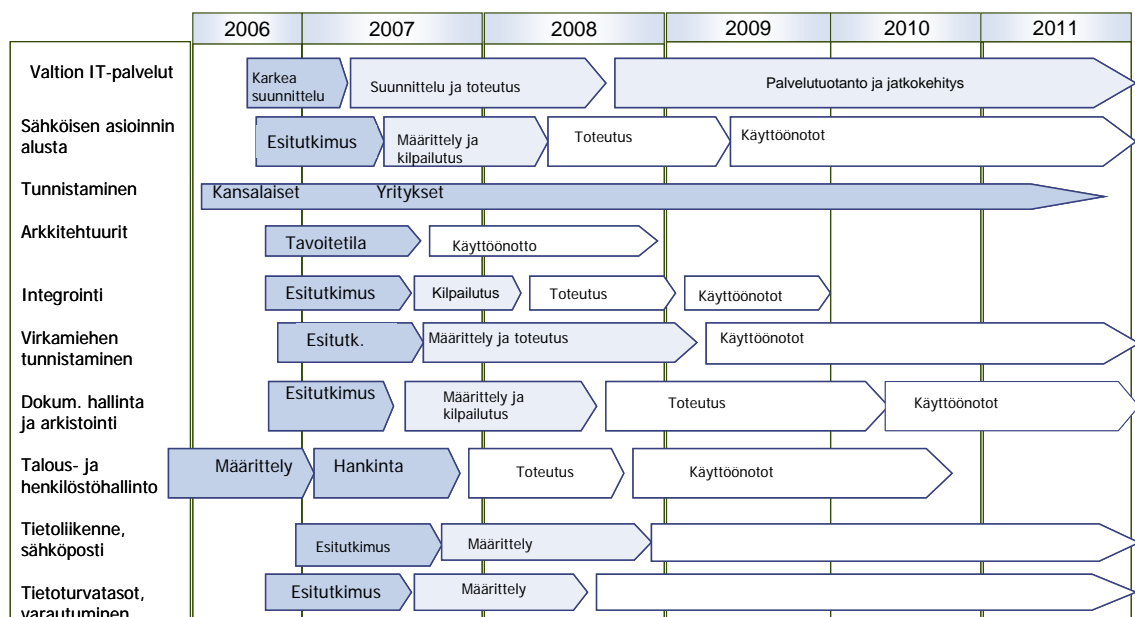 2006 2007 2008 2009 2010 2011
Valtion IT-palvelut
Karkea
suunnittelu
Suunnittelu ja toteutus
Palvelutuotanto ja jatkokehitys
Sähköisen asioinnin
alusta
Esitutkimus
Määrittely ja
kilpailutus
Toteutus
Käyttöönotot
Tunnistaminen
Kansalaiset
Yritykset
Arkkitehtuurit
Tavoitetila
Käyttöönotto
Integrointi
Esitutkimus
Kilpailutus
Toteutus
Käyttöönotot
Virkamiehen
tunnistaminen
Esitutk.
Määrittely ja toteutus
Käyttöönotot
Dokum. hallinta
ja arkistointi
Esitutkimus
Määrittely ja
kilpailutus
Toteutus
Käyttöönotot
Talous- ja
henkilöstöhallinto
Määrittely
Hankinta
Toteutus
Käyttöönotot
Tietoliikenne,
sähköposti
Esitutkimus
Määrittely
Tietoturvatasot,
varautuminen
Esitutkimus
Määrittely